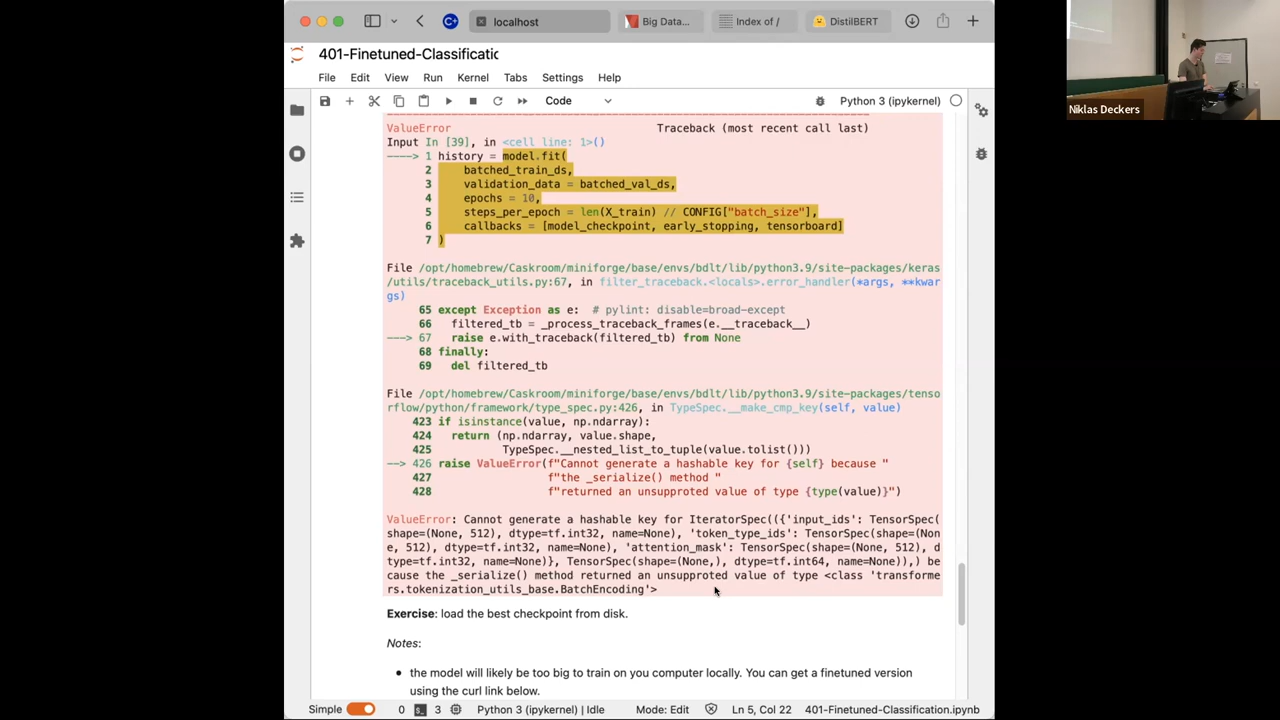 localhost
Big Data...
Index of /
DistilBERT
401-Finetuned-Classificatic
File Edit View Run Kernel Tabs Settings Help
Code
Python 3 (ipykernel)
ValueError Traceback (most recent call last)
Input In [39], in <cell line: 1>()
----> 1 history = model.fit(
2 batched_train_ds,
3 validation_data = batched_val_ds,
4 epochs = 10,
5 steps_per_epoch = len(X_train) // CONFIG["batch_size"],
6 callbacks = [model_checkpoint, early_stopping, tensorboard]
7 )
File /opt/homebrew/Caskroom/miniforge/base/envs/bdlt/lib/python3.9/site-packages/keras
/utils/traceback_utils.py:67, in filter_traceback.<locals>.error_handler(*args, **kwar
gs)
65 except Exception as e: # pylint: disable=broad-except
66 filtered_tb = _process_traceback_frames(e.__traceback__)
---> 67 raise e.with_traceback(filtered_tb) from None
68 finally:
69 del filtered_tb
File /opt/homebrew/Caskroom/miniforge/base/envs/bdlt/lib/python3.9/site-packages/tenso
rflow/python/framework/type_spec.py:426, in TypeSpec.__make_cmp_key(self, value)
423 if isinstance(value, np.ndarray):
424 return (np.ndarray, value.shape,
425 TypeSpec.__nested_list_to_tuple(value.tolist()))
--> 426 raise ValueError(f"Cannot generate a hashable key for {self} because "
427 f"the _serialize() method "
428 f"returned an unsupproted value of type {type(value)}")
ValueError: Cannot generate a hashable key for IteratorSpec(({'input_ids': TensorSpec(
shape=(None, 512), dtype=tf.int32, name=None), 'token_type_ids': TensorSpec(shape=(Non
e, 512), dtype=tf.int32, name=None), 'attention_mask': TensorSpec(shape=(None, 512), d
type=tf.int32, name=None)}, TensorSpec(shape=(None,), dtype=tf.int64, name=None)),) be
cause the _serialize() method returned an unsupproted value of type <class 'transforme
rs.tokenization_utils_base.BatchEncoding'>
Exercise: load the best checkpoint from disk.
Notes:
• the model will likely be too big to train on you computer locally. You can get a finetuned version
using the curl link below.
Simple 0 3 Python 3 (ipykernel) | Idle Mode: Edit Ln 5, Col 22 401-Finetuned-Classification.ipynb
Niklas Deckers